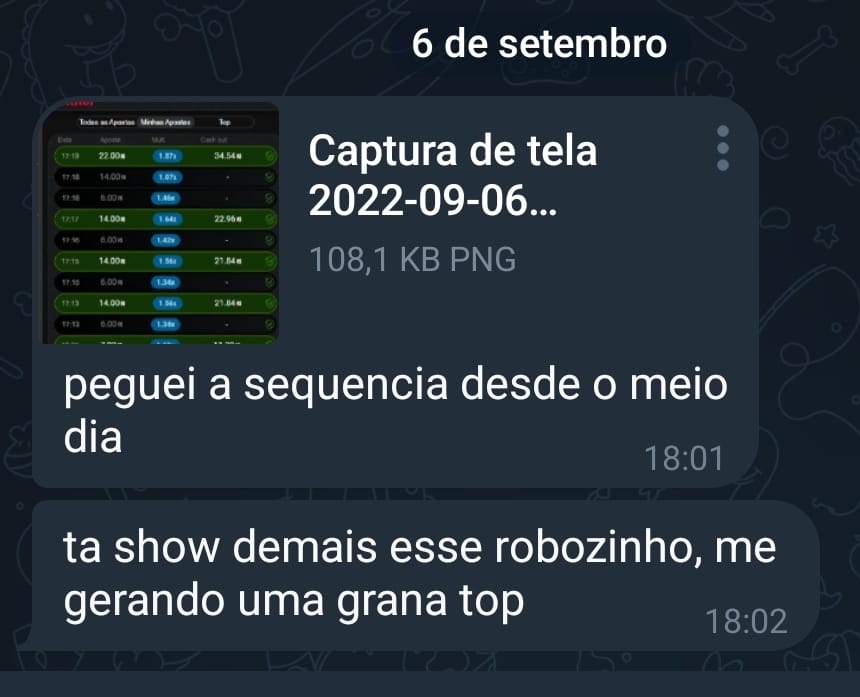 6 de setembro
Todas as Apostas Minhas Apostas Top
Data Aposta Mult. Cash out
17:19 22.00 1.87x 34.54
17:18 14.00 1.07x -
17:18 6.00 1.46x -
17:17 14.00 1.64x 22.96
17:16 6.00 1.42x -
17:15 14.00 1.56x 21.84
17:15 6.00 1.34x -
17:13 14.00 1.56x 21.84
17:13 6.00 1.36x -
Captura de tela
2022-09-06...
108,1 KB PNG
peguei a sequencia desde o meio
dia
18:01
ta show demais esse robozinho, me
gerando uma grana top
18:02